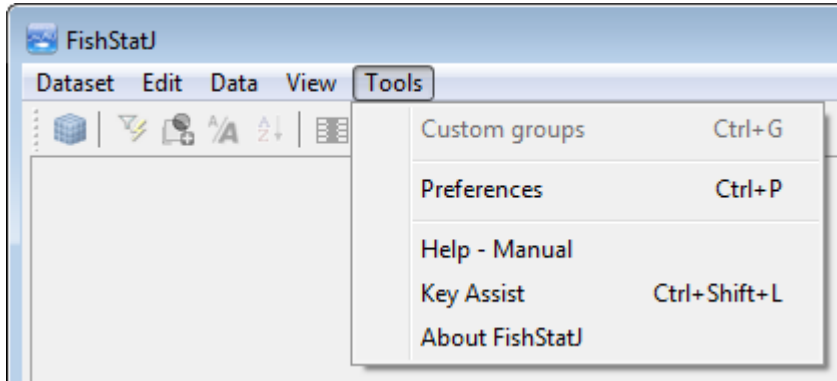 FishStatJ
Dataset Edit Data View Tools
Custom groups Ctrl+G
Preferences Ctrl+P
Help - Manual
Key Assist Ctrl+Shift+L
About FishStatJ